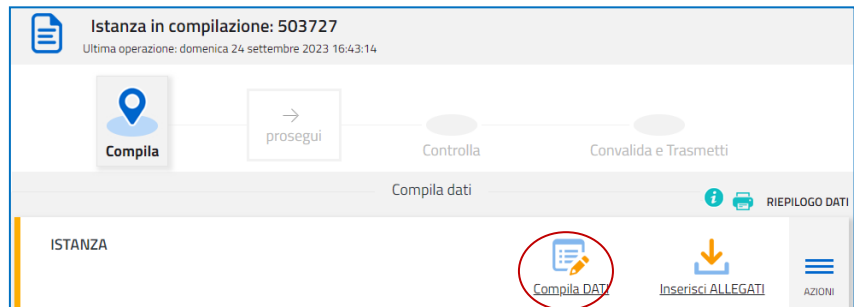 Istanza in compilazione: 503727
Ultima operazione: domenica 24 settembre 2023 16:43:14
Compila
prosegui
Controlla
Convalida e Trasmetti
Compila dati
RIEPILOGO DATI
ISTANZA
Compila DATI
Inserisci ALLEGATI
AZIONI